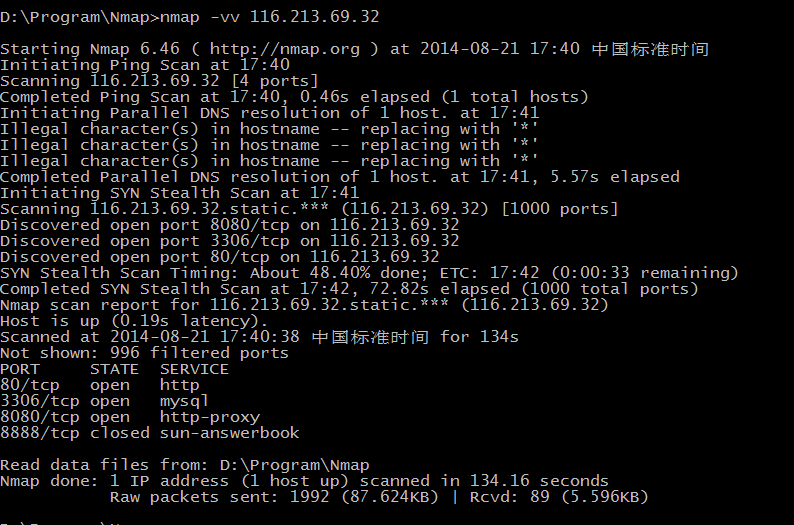 D:\Program\Nmap>nmap -vv 116.213.69.32
Starting Nmap 6.46 ( http://nmap.org ) at 2014-08-21 17:40 中国标准时间
Initiating Ping Scan at 17:40
Scanning 116.213.69.32 [4 ports]
Completed Ping Scan at 17:40, 0.46s elapsed (1 total hosts)
Initiating Parallel DNS resolution of 1 host. at 17:41
Illegal character(s) in hostname -- replacing with '*'
Illegal character(s) in hostname -- replacing with '*'
Illegal character(s) in hostname -- replacing with '*'
Completed Parallel DNS resolution of 1 host. at 17:41, 5.57s elapsed
Initiating SYN Stealth Scan at 17:41
Scanning 116.213.69.32.static.*** (116.213.69.32) [1000 ports]
Discovered open port 8080/tcp on 116.213.69.32
Discovered open port 3306/tcp on 116.213.69.32
Discovered open port 80/tcp on 116.213.69.32
SYN Stealth Scan Timing: About 48.40% done; ETC: 17:42 (0:00:33 remaining)
Completed SYN Stealth Scan at 17:42, 72.82s elapsed (1000 total ports)
Nmap scan report for 116.213.69.32.static.*** (116.213.69.32)
Host is up (0.19s latency).
Scanned at 2014-08-21 17:40:38 中国标准时间 for 134s
Not shown: 996 filtered ports
PORT     STATE  SERVICE
80/tcp   open   http
3306/tcp open   mysql
8080/tcp open   http-proxy
8888/tcp closed sun-answerbook
Read data files from: D:\Program\Nmap
Nmap done: 1 IP address (1 host up) scanned in 134.16 seconds
Raw packets sent: 1992 (87.624KB) | Rcvd: 89 (5.596KB)